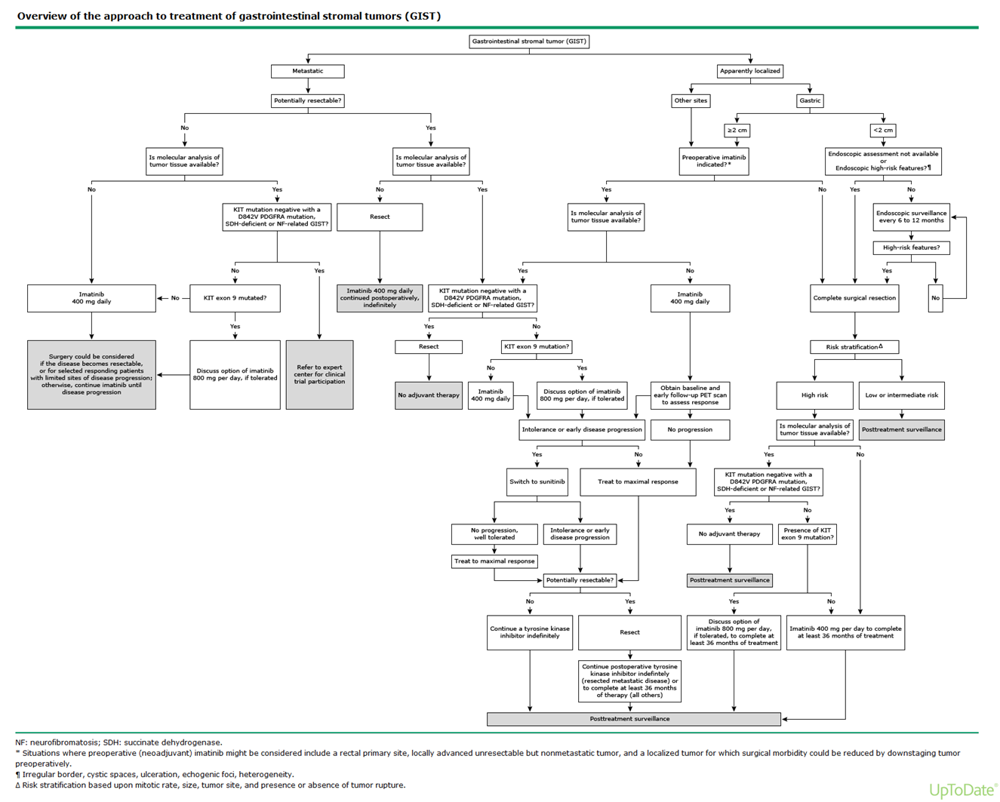 Overview of the approach to treatment of gastrointestinal stromal tumors (GIST)
Gastrointestinal stromal tumor (GIST)
Metastatic
Apparently localized
Potentially resectable?
Other sites
Gastric
No
Yes
≥2 cm
<2 cm
Is molecular analysis of
tumor tissue available?
Is molecular analysis of
tumor tissue available?
Preoperative imatinib
indicated?*
Endoscopic assessment not available
or
Endoscopic high-risk features?¶
No
Yes
No
Yes
Yes
No
Yes
No
KIT mutation negative with a
D842V PDGFRA mutation,
SDH-deficient or NF-related GIST?
Resect
Is molecular analysis of
tumor tissue available?
Endoscopic surveillance
every 6 to 12 months
High-risk features?
No
Yes
Yes
No
Yes
No
Imatinib
400 mg daily
No
KIT exon 9 mutated?
Imatinib 400 mg daily
continued postoperatively,
indefinitely
KIT mutation negative with a
D842V PDGFRA mutation,
SDH-deficient or NF-related GIST?
Imatinib
400 mg daily
Complete surgical resection
Yes
Yes
No
Surgery could be considered
if the disease becomes resectable,
or for selected responding patients
with limited sites of disease progression;
otherwise, continue imatinib until
disease progression
Discuss option of imatinib
800 mg per day, if tolerated
Refer to expert
center for clinical
trial participation
Resect
KIT exon 9 mutation?
Risk stratificationΔ
No
Yes
No adjuvant therapy
Imatinib
400 mg daily
Discuss option of imatinib
800 mg per day, if tolerated
Obtain baseline and
early follow-up PET scan
to assess response
High risk
Low or intermediate risk
Intolerance or early disease progression
No progression
Is molecular analysis of
tumor tissue available?
Posttreatment surveillance
Yes
No
Yes
No
Switch to sunitinib
Treat to maximal response
KIT mutation negative with a
D842V PDGFRA mutation,
SDH-deficient or NF-related GIST?
Yes
No
No progression,
well tolerated
Intolerance or early
disease progression
No adjuvant therapy
Presence of KIT
exon 9 mutation?
Treat to maximal response
Potentially resectable?
Posttreatment surveillance
No
Yes
Yes
No
Continue a tyrosine kinase
inhibitor indefinitely
Resect
Discuss option of
imatinib 800 mg per day,
if tolerated, to complete at
least 36 months of treatment
Imatinib 400 mg per day to complete
at least 36 months of treatment
Continue postoperative tyrosine
kinase inhibitor indefintely
(resected metastatic disease) or
to complete at least 36 months
of therapy (all others)
Posttreatment surveillance
NF: neurofibromatosis; SDH: succinate dehydrogenase.
* Situations where preoperative (neoadjuvant) imatinib might be considered include a rectal primary site, locally advanced unresectable but nonmetastatic tumor, and a localized tumor for which surgical morbidity could be reduced by downstaging tumor
preoperatively.
¶ Irregular border, cystic spaces, ulceration, echogenic foci, heterogeneity.
Δ Risk stratification based upon mitotic rate, size, tumor site, and presence or absence of tumor rupture.
UpToDate®